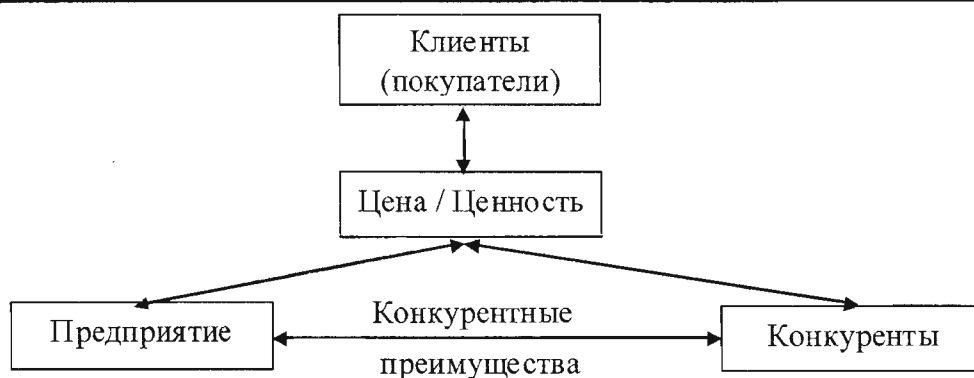 Клиенты
(покупатели)
Цена / Ценность
Предприятие
Конкурентные
преимущества
Конкуренты